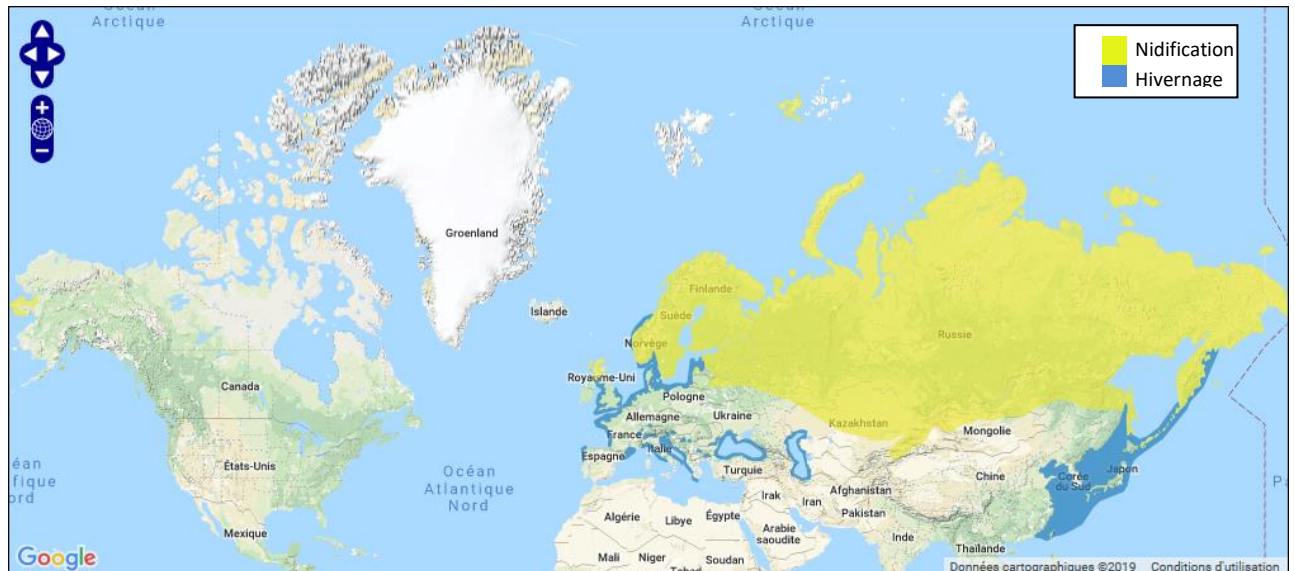 Océan
Arctique
Océan
Arctique
Nidification
Hivernage
+
−
Groenland
Islande
Finlande
Suède
Norvège
Russie
Royaume-Uni
Canada
Pologne
Allemagne
Ukraine
Kazakhstan
France
Mongolie
Italie
Espagne
Turquie
Chine
Corée
du Sud
Japon
États-Unis
Océan
Atlantique
Nord
Irak
Iran
Afghanistan
Pakistan
Algérie
Libye
Égypte
Arabie
saoudite
Inde
Mexique
Mali
Niger
Soudan
Thaïlande
Google
Données cartographiques ©2019 Conditions d'utilisation